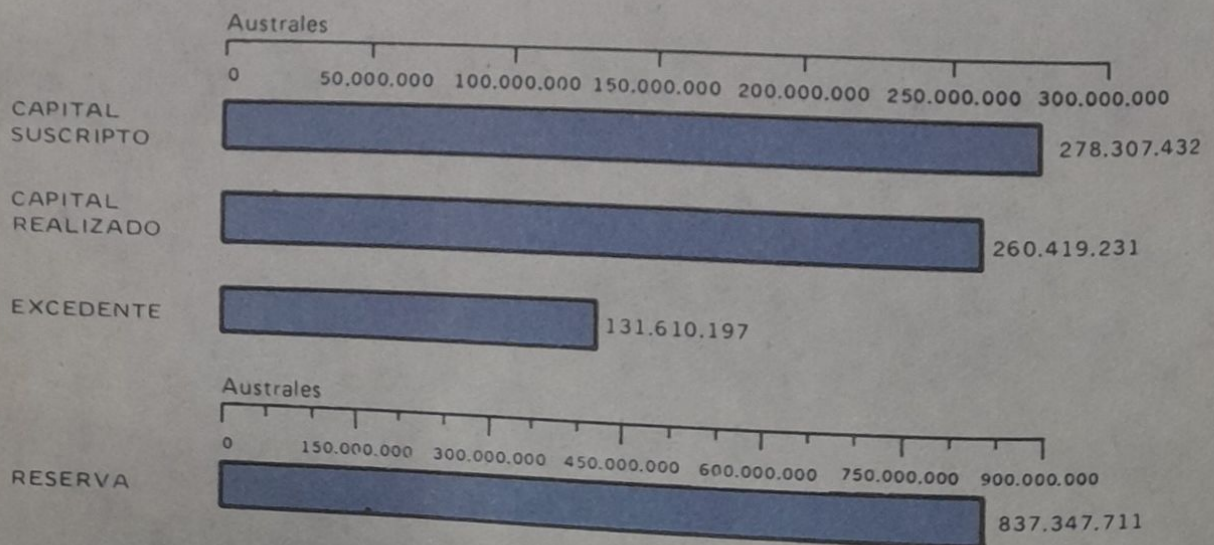 Australes
0 50.000.000 100.000.000 150.000.000 200.000.000 250.000.000 300.000.000
CAPITAL
SUSCRIPTO
278.307.432
CAPITAL
REALIZADO
260.419.231
EXCEDENTE
131.610.197
Australes
0 150.000.000 300.000.000 450.000.000 600.000.000 750.000.000 900.000.000
RESERVA
837.347.711